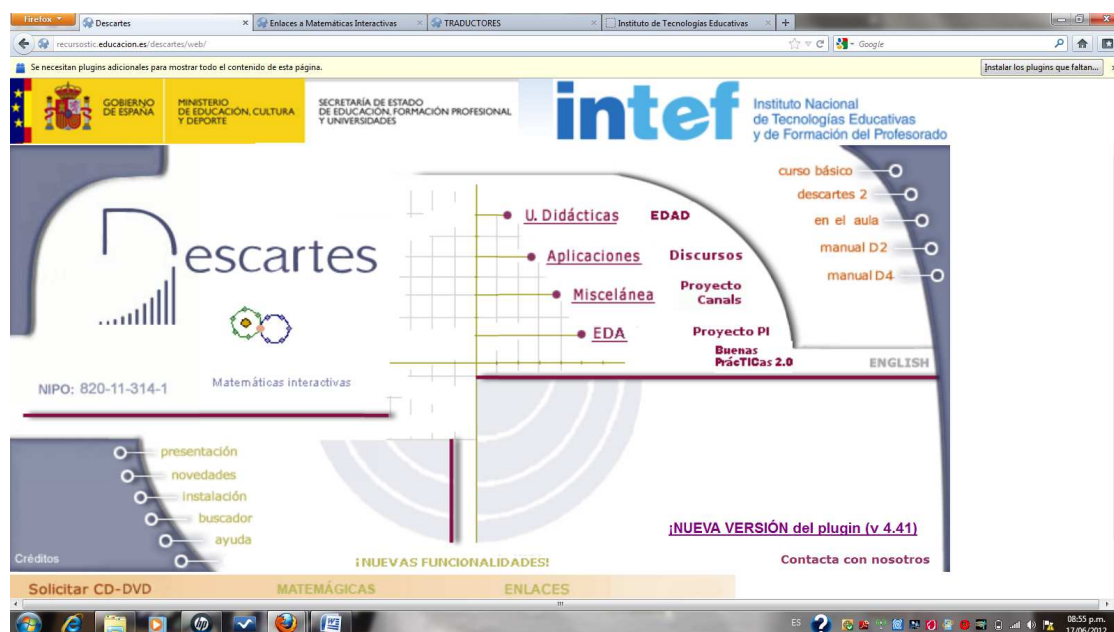 Firefox
Descartes
Enlaces a Matemáticas Interactivas
TRADUCTORES
Instituto de Tecnologías Educativas
recursostic.educacion.es/descartes/web/
Google
Se necesitan plugins adicionales para mostrar todo el contenido de esta página.
Instalar los plugins que faltan...
GOBIERNO
DE ESPAÑA
MINISTERIO
DE EDUCACIÓN, CULTURA
Y DEPORTE
SECRETARÍA DE ESTADO
DE EDUCACIÓN, FORMACIÓN PROFESIONAL
Y UNIVERSIDADES
intef
Instituto Nacional
de Tecnologías Educativas
y de Formación del Profesorado
curso básico
descartes 2
en el aula
manual D2
manual D4
Descartes
U. Didácticas EDAD
Aplicaciones Discursos
Miscelánea Proyecto
Canals
EDA Proyecto PI
Buenas
PrácTICas 2.0
ENGLISH
NIPO: 820-11-314-1
Matemáticas interactivas
presentación
novedades
instalación
buscador
ayuda
Créditos
¡NUEVAS FUNCIONALIDADES!
¡NUEVA VERSIÓN del plugin (v 4.41)
Contacta con nosotros
Solicitar CD-DVD MATEMÁGICAS ENLACES
ES
08:55 p.m.
17/06/2012